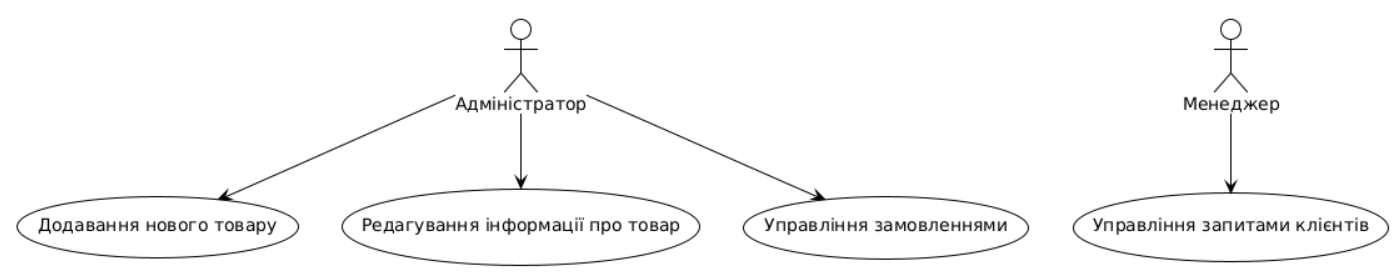 Адміністратор
Менеджер
Додавання нового товару
Редагування інформації про товар
Управління замовленнями
Управління запитами клієнтів